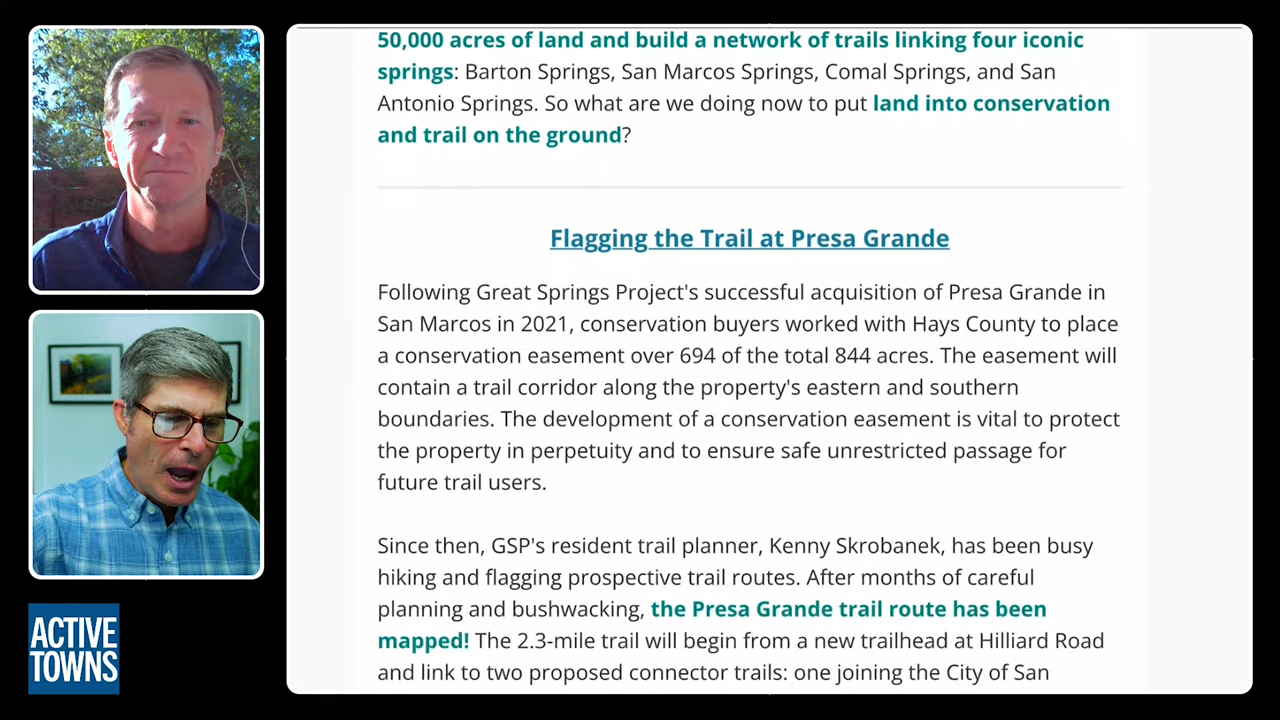 50,000 acres of land and build a network of trails linking four iconic
springs: Barton Springs, San Marcos Springs, Comal Springs, and San
Antonio Springs. So what are we doing now to put land into conservation
and trail on the ground?
Flagging the Trail at Presa Grande
Following Great Springs Project's successful acquisition of Presa Grande in
San Marcos in 2021, conservation buyers worked with Hays County to place
a conservation easement over 694 of the total 844 acres. The easement will
contain a trail corridor along the property's eastern and southern
boundaries. The development of a conservation easement is vital to protect
the property in perpetuity and to ensure safe unrestricted passage for
future trail users.
Since then, GSP's resident trail planner, Kenny Skrobanek, has been busy
hiking and flagging prospective trail routes. After months of careful
planning and bushwacking, the Presa Grande trail route has been
mapped! The 2.3-mile trail will begin from a new trailhead at Hilliard Road
and link to two proposed connector trails: one joining the City of San
ACTIVE
TOWNS